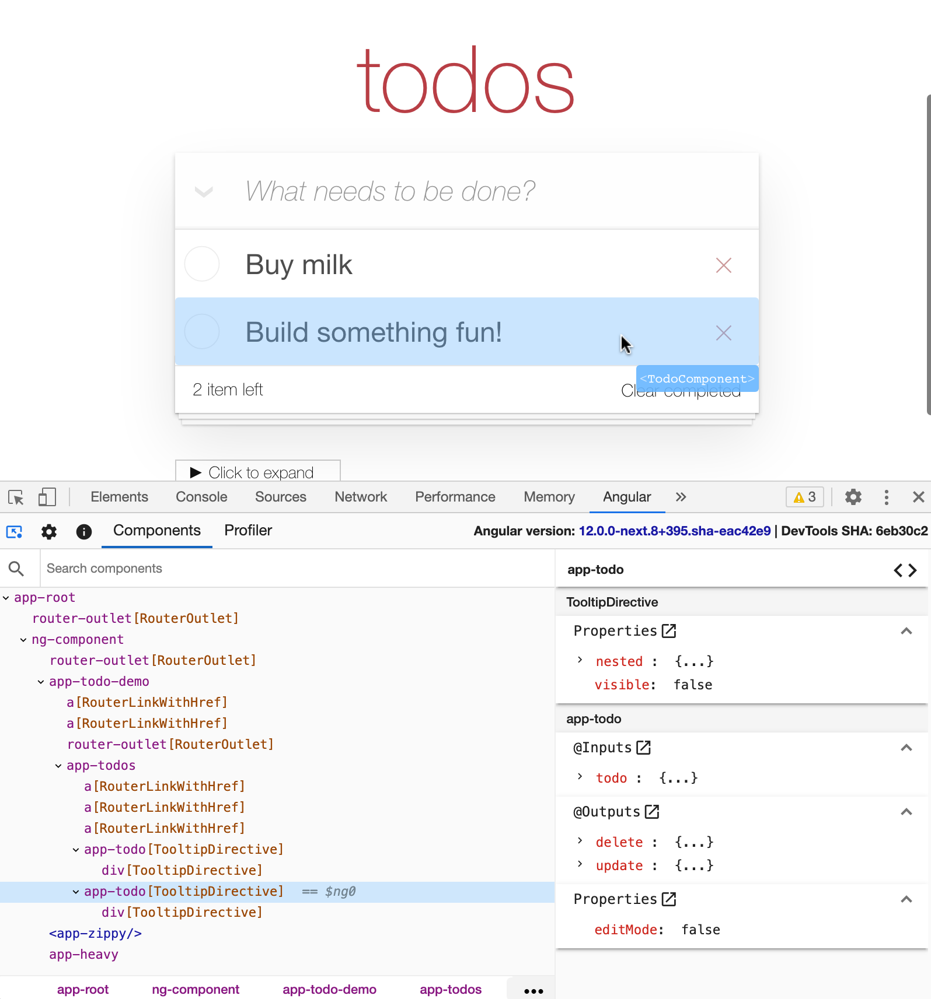 todos
What needs to be done?
Buy milk
Build something fun!
<TodoComponent>
2 item left
Clear completed
▶ Click to expand
Elements Console Sources Network Performance Memory Angular » 3
Components Profiler Angular version: 12.0.0-next.8+395.sha-eac42e9 | DevTools SHA: 6eb30c2
Search components
app-root
router-outlet[RouterOutlet]
ng-component
router-outlet[RouterOutlet]
app-todo-demo
a[RouterLinkWithHref]
a[RouterLinkWithHref]
router-outlet[RouterOutlet]
app-todos
a[RouterLinkWithHref]
a[RouterLinkWithHref]
a[RouterLinkWithHref]
app-todo[TooltipDirective]
div[TooltipDirective]
app-todo[TooltipDirective] == $ng0
div[TooltipDirective]
<app-zippy/>
app-heavy
app-root ng-component app-todo-demo app-todos •••
app-todo <>
TooltipDirective
Properties
nested : {...}
visible: false
app-todo
@Inputs
todo : {...}
@Outputs
delete : {...}
update : {...}
Properties
editMode: false